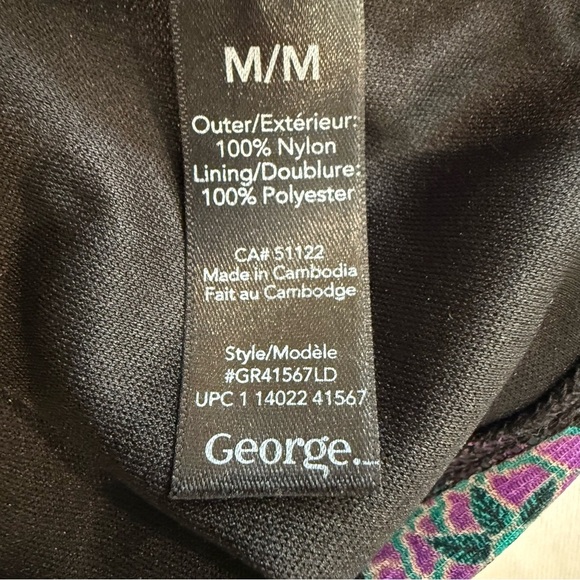 M/M
Outer/Extérieur:
100% Nylon
Lining/Doublure:
100% Polyester
CA# 51122
Made in Cambodia
Fait au Cambodge
Style/Modèle
#GR41567LD
UPC 1 14022 41567
George.